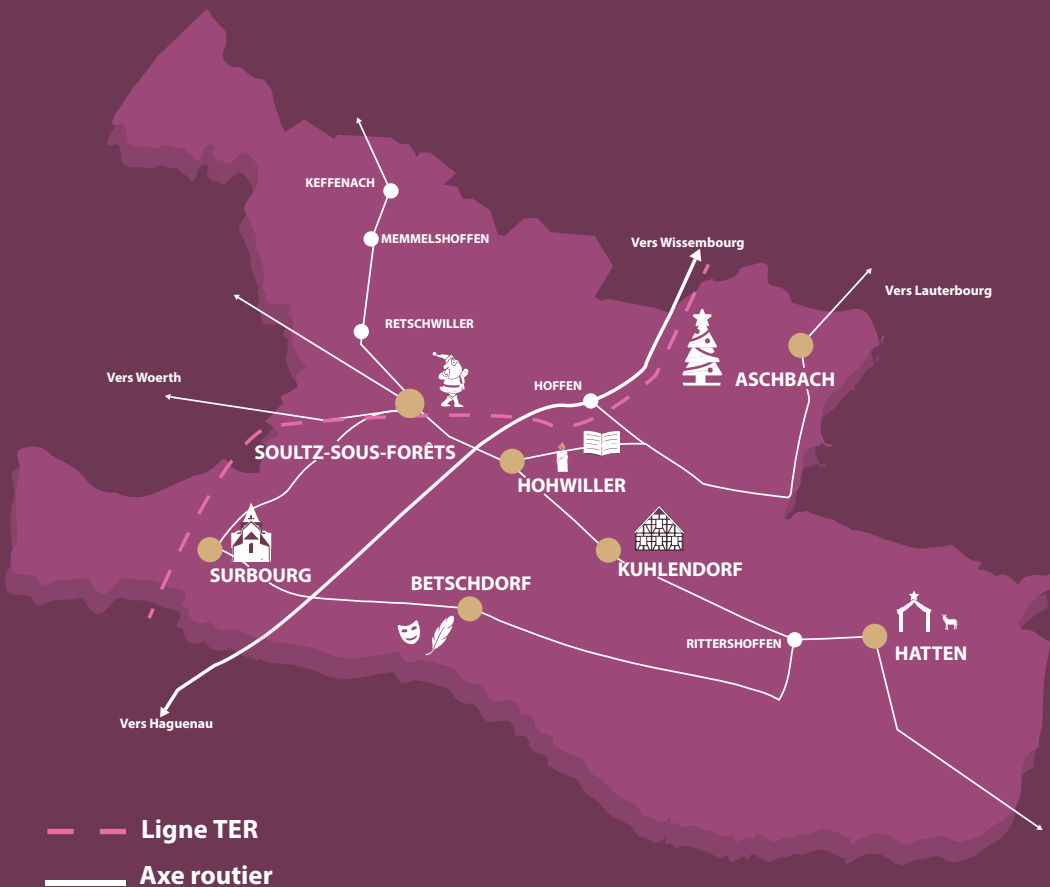 KEFFENACH
MEMMELSHOFFEN
Vers Wissembourg
Vers Lauterbourg
RETSCHWILLER
Vers Woerth
HOFFEN
ASCHBACH
SOULTZ-SOUS-FORÊTS
HOHWILLER
SURBOURG
BETSCHDORF
KUHLENDORF
RITTERSHOFFEN
HATTEN
Vers Haguenau
Ligne TER
Axe routier